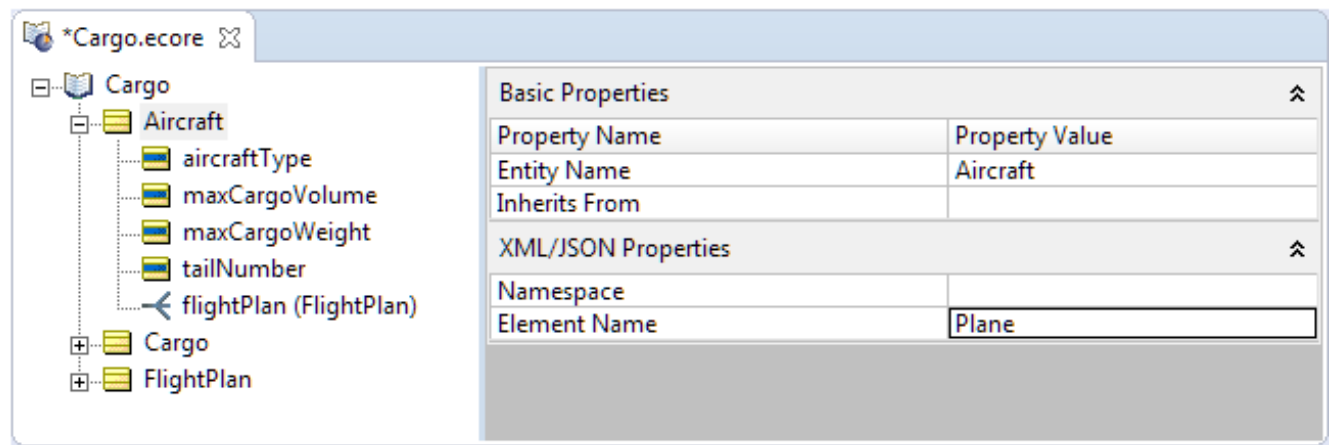 *Cargo.ecore
Cargo
Aircraft
aircraftType
maxCargoVolume
maxCargoWeight
tailNumber
flightPlan (FlightPlan)
Cargo
FlightPlan
Basic Properties
Property Name Property Value
Entity Name Aircraft
Inherits From
XML/JSON Properties
Namespace
Element Name Plane